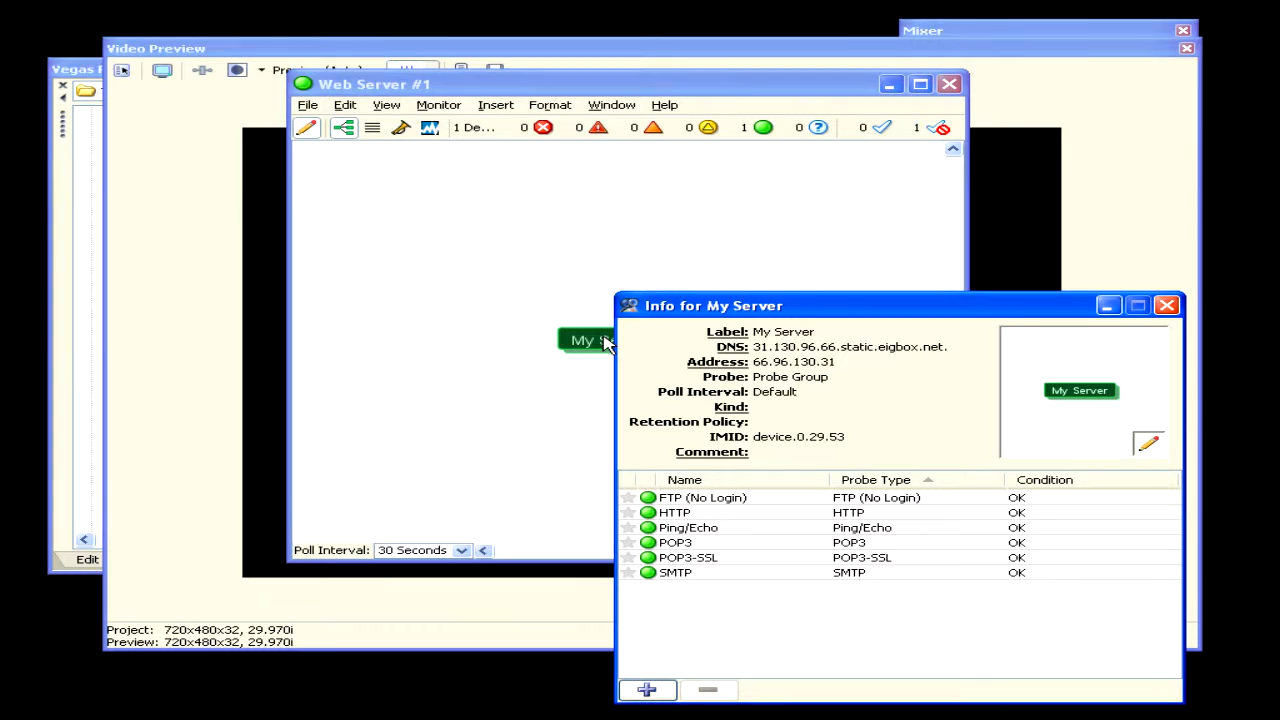 Mixer
Video Preview
Vegas
Web Server #1
File Edit View Monitor Insert Format Window Help
1 De... 0 0 0 0 1 0 0 1
My S
Poll Interval: 30 Seconds
Edit
Project: 720x480x32, 29.970i
Preview: 720x480x32, 29.970i
Info for My Server
Label: My Server
DNS: 31.130.96.66.static.eigbox.net.
Address: 66.96.130.31
Probe: Probe Group
Poll Interval: Default
Kind:
Retention Policy:
IMID: device.0.29.53
Comment:
My Server
Name Probe Type Condition
FTP (No Login) FTP (No Login) OK
HTTP HTTP OK
Ping/Echo Ping/Echo OK
POP3 POP3 OK
POP3-SSL POP3-SSL OK
SMTP SMTP OK